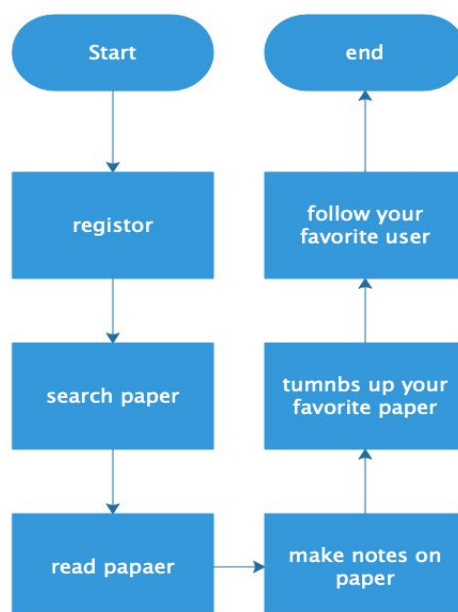 Start
registor
search paper
read papaer
make notes on
paper
tumnbs up your
favorite paper
follow your
favorite user
end